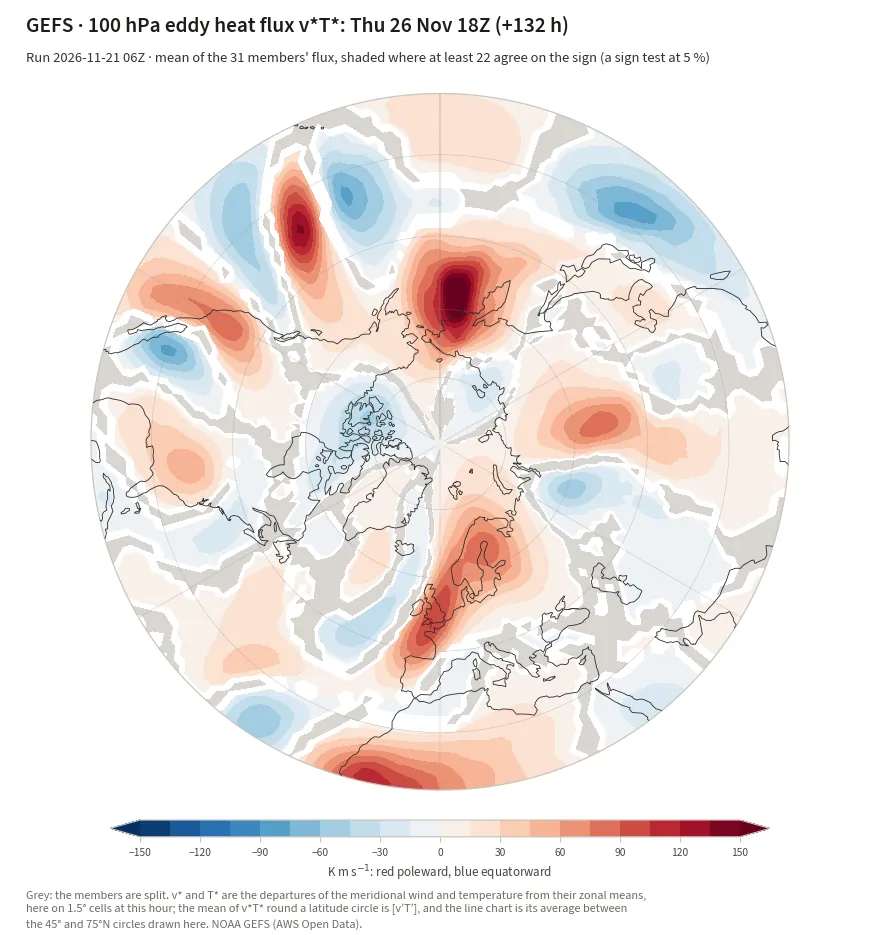 GEFS · 100 hPa eddy heat flux v*T*: Thu 26 Nov 18Z (+132 h)
Run 2026-11-21 06Z · mean of the 31 members' flux, shaded where at least 22 agree on the sign (a sign test at 5 %)
−150 −120 −90 −60 −30 0 30 60 90 120 150
K m s⁻¹: red poleward, blue equatorward
Grey: the members are split. v* and T* are the departures of the meridional wind and temperature from their zonal means,
here on 1.5° cells at this hour; the mean of v*T* round a latitude circle is [v'T'], and the line chart is its average between
the 45° and 75°N circles drawn here. NOAA GEFS (AWS Open Data).